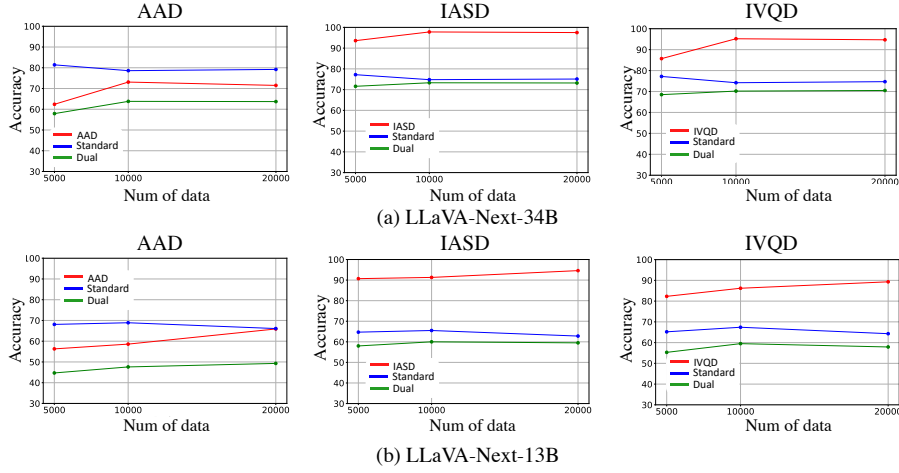 AAD
IASD
IVQD
100
90
80
70
60
50
40
30
Accuracy
AAD
Standard
Dual
5000
10000
20000
Num of data
100
90
80
70
60
50
40
30
Accuracy
IASD
Standard
Dual
5000
10000
20000
Num of data
100
90
80
70
60
50
40
30
Accuracy
IVQD
Standard
Dual
5000
10000
20000
Num of data
(a) LLaVA-Next-34B
AAD
IASD
IVQD
100
90
80
70
60
50
40
30
Accuracy
AAD
Standard
Dual
5000
10000
20000
Num of data
100
90
80
70
60
50
40
30
Accuracy
IASD
Standard
Dual
5000
10000
20000
Num of data
100
90
80
70
60
50
40
30
Accuracy
IVQD
Standard
Dual
5000
10000
20000
Num of data
(b) LLaVA-Next-13B